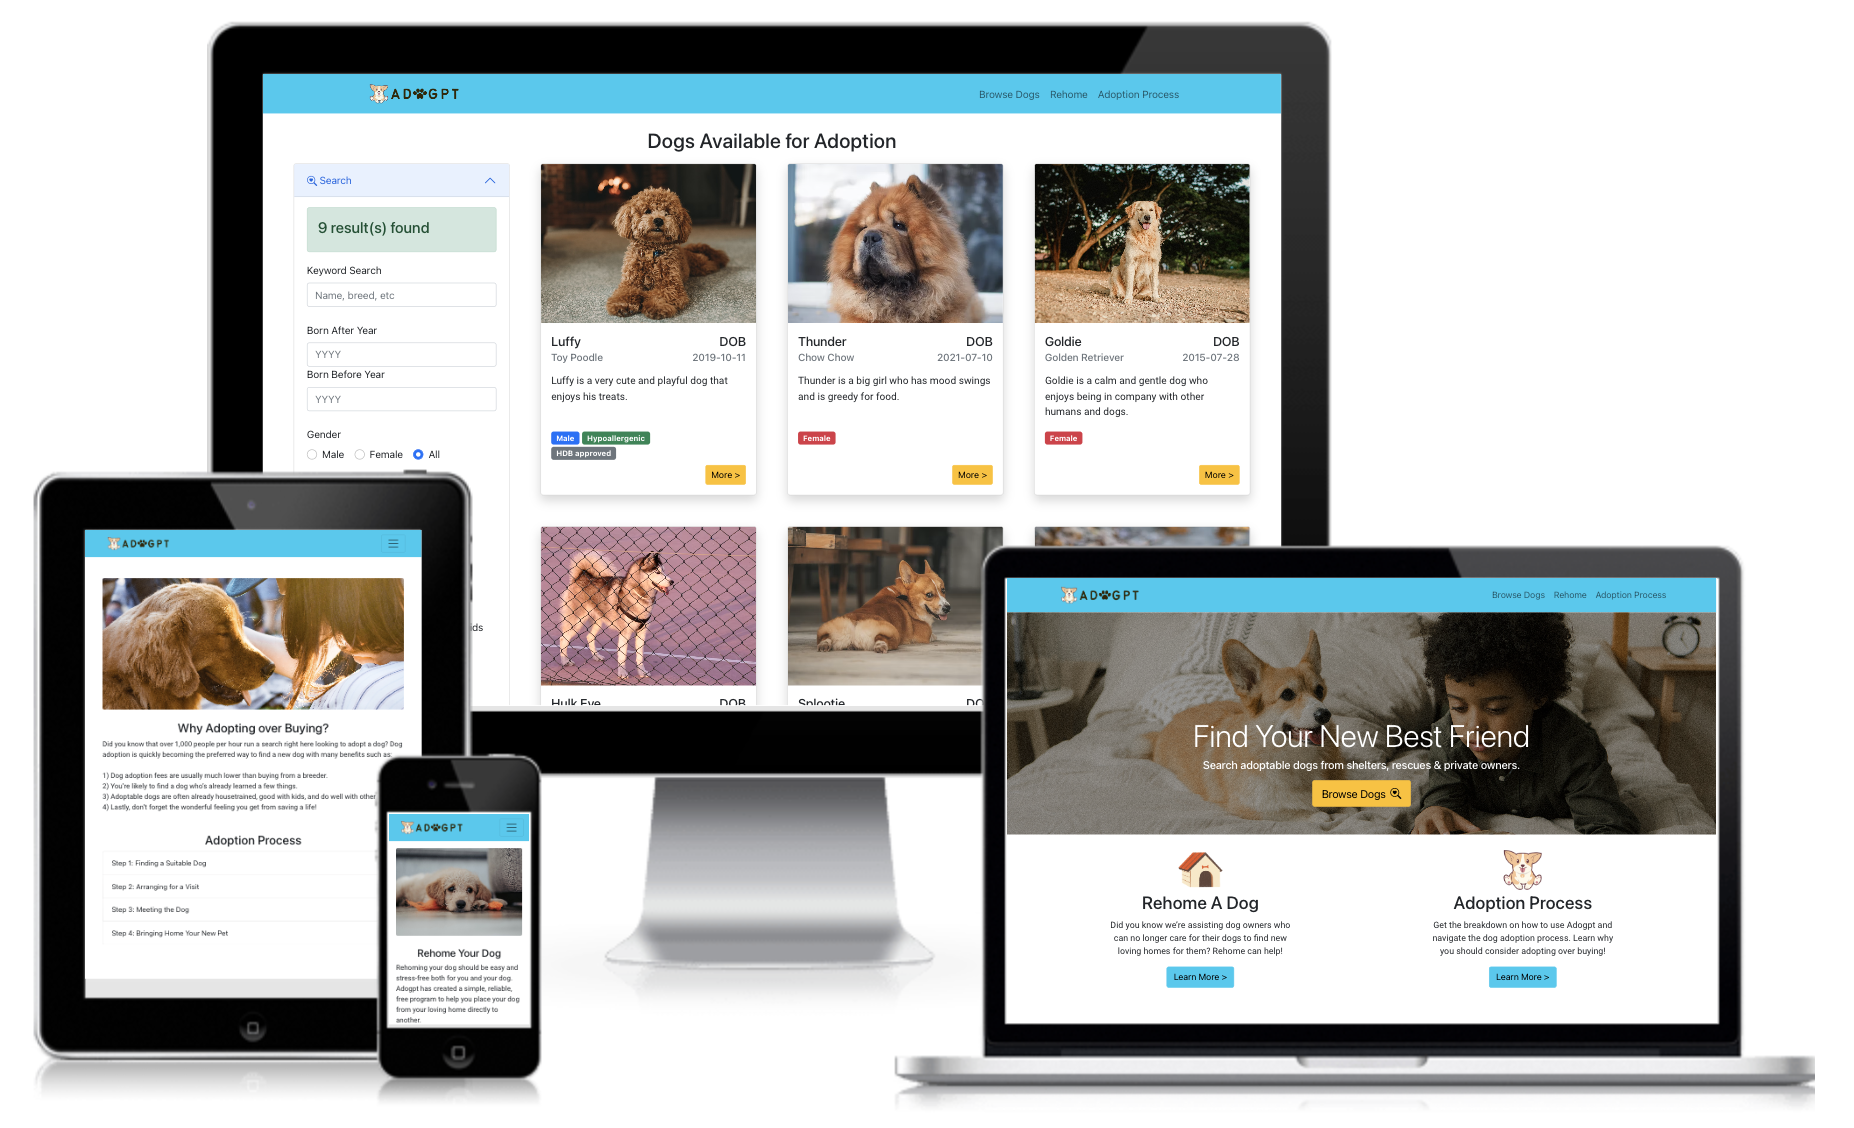 ADOGPT
Browse Dogs Rehome Adoption Process
Dogs Available for Adoption
Search
9 result(s) found
Keyword Search
Name, breed, etc
Born After Year
YYYY
Born Before Year
YYYY
Gender
Male Female All
ids
Luffy DOB
Toy Poodle 2019-10-11
Luffy is a very cute and playful dog that
enjoys his treats.
Male Hypoallergenic
HDB approved
More >
Thunder DOB
Chow Chow 2021-07-10
Thunder is a big girl who has mood swings
and is greedy for food.
Female
More >
Goldie DOB
Golden Retriever 2015-07-28
Goldie is a calm and gentle dog who
enjoys being in company with other
humans and dogs.
Female
More >
Hulk Eye DOB
Splootie DO
ADOGPT
Why Adopting over Buying?
Did you know that over 1,000 people per hour run a search right here looking to adopt a dog? Dog
adoption is quickly becoming the preferred way to find a new dog with many benefits such as:
1) Dog adoption fees are usually much lower than buying from a breeder.
2) You're likely to find a dog who's already learned a few things.
3) Adoptable dogs are often already housetrained, good with kids, and do well with other
4) Lastly, don't forget the wonderful feeling you get from saving a life!
Adoption Process
Step 1: Finding a Suitable Dog
Step 2: Arranging for a Visit
Step 3: Meeting the Dog
Step 4: Bringing Home Your New Pet
ADOGPT
Rehome Your Dog
Rehoming your dog should be easy and
stress-free both for you and your dog.
Adogpt has created a simple, reliable,
free program to help you place your dog
from your loving home directly to
another.
ADOGPT
Browse Dogs Rehome Adoption Process
Find Your New Best Friend
Search adoptable dogs from shelters, rescues & private owners.
Browse Dogs
Rehome A Dog
Did you know we're assisting dog owners who
can no longer care for their dogs to find new
loving homes for them? Rehome can help!
Learn More >
Adoption Process
Get the breakdown on how to use Adogpt and
navigate the dog adoption process. Learn why
you should consider adopting over buying!
Learn More >